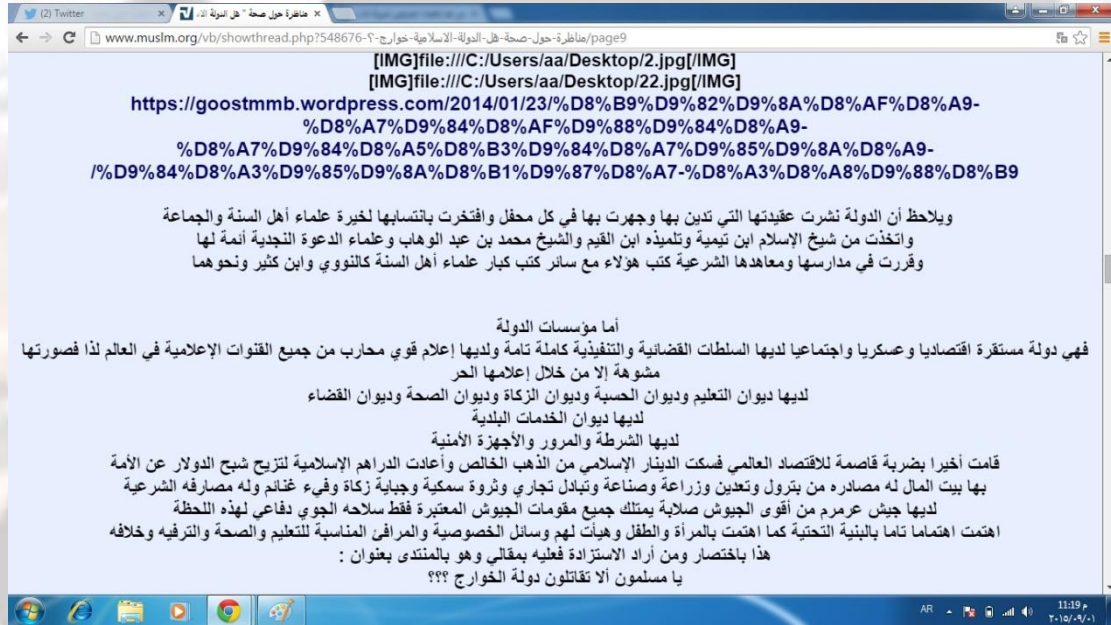 (2) Twitter
مناظرة حول صحة " هل الدولة الا
www.muslm.org/vb/showthread.php?548676-مناظرة-حول-صحة-هل-الدولة-الاسلامية-خوارج-؟/page9
[IMG]file:///C:/Users/aa/Desktop/2.jpg[/IMG]
[IMG]file:///C:/Users/aa/Desktop/22.jpg[/IMG]
https://goostmmb.wordpress.com/2014/01/23/%D8%B9%D9%82%D9%8A%D8%AF%D8%A9-
%D8%A7%D9%84%D8%AF%D9%88%D9%84%D8%A9-
%D8%A7%D9%84%D8%A5%D8%B3%D9%84%D8%A7%D9%85%D9%8A%D8%A9-
/%D9%84%D8%A3%D9%85%D9%8A%D8%B1%D9%87%D8%A7-%D8%A3%D8%A8%D9%88%D8%B9
ويلاحظ أن الدولة نشرت عقيدتها التي تدين بها وجهرت بها في كل محفل وافتخرت بانتسابها لخيرة علماء أهل السنة والجماعة
واتخذت من شيخ الإسلام ابن تيمية وتلميذه ابن القيم والشيخ محمد بن عبد الوهاب وعلماء الدعوة النجدية أئمة لها
وقررت في مدارسها ومعاهدها الشرعية كتب هؤلاء مع سائر كتب كبار علماء أهل السنة كالنووي وابن كثير ونحوهما
أما مؤسسات الدولة
فهي دولة مستقرة اقتصاديا وعسكريا واجتماعيا لديها السلطات القضائية والتنفيذية كاملة تامة ولديها إعلام قوي محارب من جميع القنوات الإعلامية في العالم لذا فصورتها
مشوهة إلا من خلال إعلامها الحر
لديها ديوان التعليم وديوان الحسبة وديوان الزكاة وديوان الصحة وديوان القضاء
لديها ديوان الخدمات البلدية
لديها الشرطة والمرور والأجهزة الأمنية
قامت أخيرا بضربة قاصمة للاقتصاد العالمي فسكت الدينار الإسلامي من الذهب الخالص وأعادت الدراهم الإسلامية لتزيح شبح الدولار عن الأمة
بها بيت المال له مصادره من بترول وتعدين وزراعة وصناعة وتبادل تجاري وثروة سمكية وجباية زكاة وفيء غنائم وله مصارفه الشرعية
لديها جيش عرمرم من أقوى الجيوش صلابة يمتلك جميع مقومات الجيوش المعتبرة فقط سلاحه الجوي دفاعي لهذه اللحظة
اهتمت اهتماما تاما بالبنية التحتية كما اهتمت بالمرأة والطفل وهيأت لهم وسائل الخصوصية والمرافئ المناسبة للتعليم والصحة والترفيه وخلافه
هذا باختصار ومن أراد الاستزادة فعليه بمقالي وهو بالمنتدى بعنوان :
يا مسلمون ألا تقاتلون دولة الخوارج ؟؟؟
AR
11:19 م
٢٠١٥/٠٩/٠١